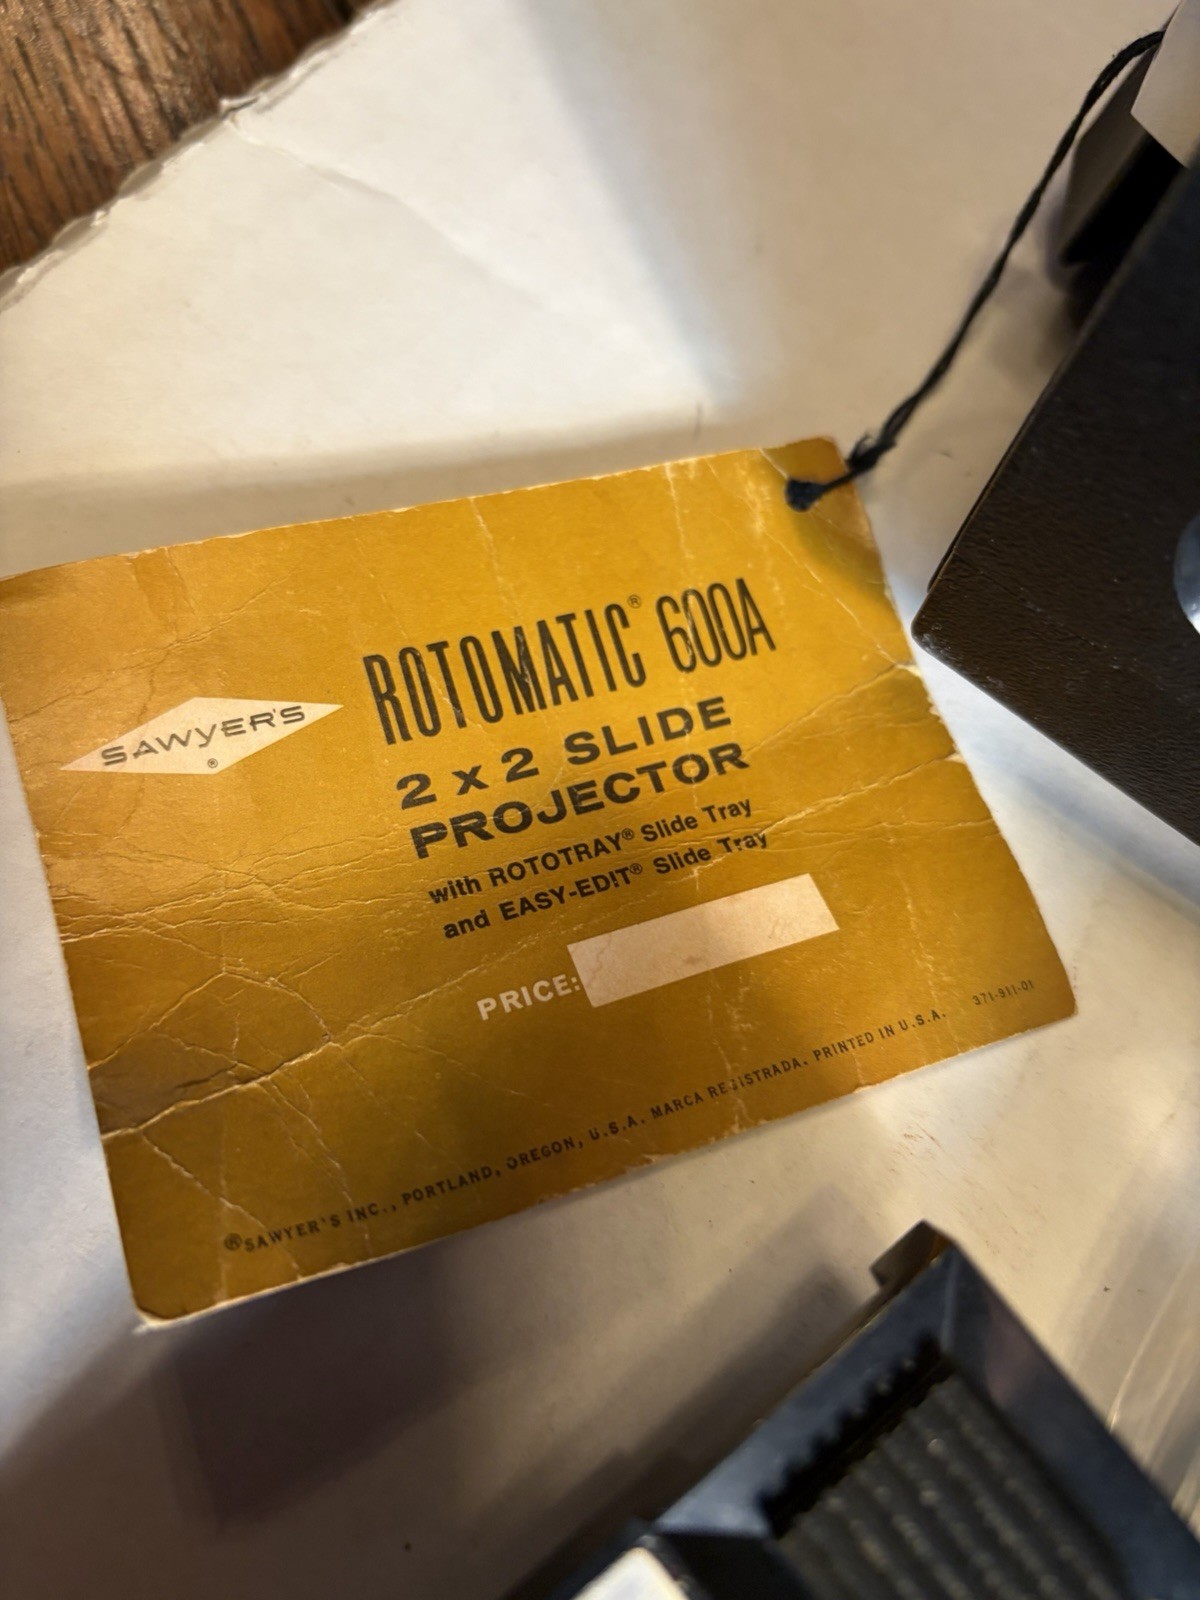 SAWYER'S
®
ROTOMATIC® 600A
2 x 2 SLIDE
PROJECTOR
with ROTOTRAY® Slide Tray
and EASY-EDIT® Slide Tray
PRICE:
®SAWYER'S INC., PORTLAND, OREGON, U.S.A. MARCA REGISTRADA. PRINTED IN U.S.A. 371-911-01